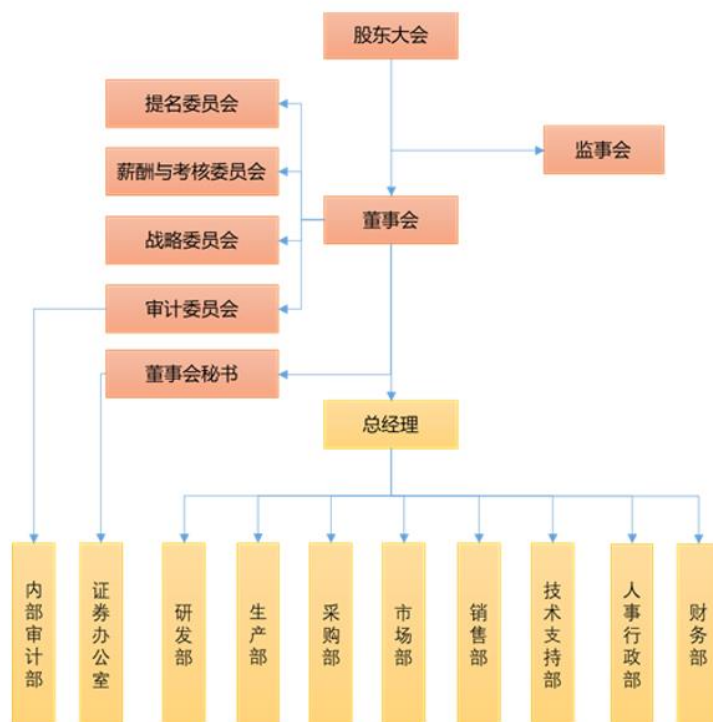 股东大会
提名委员会
监事会
薪酬与考核委员会
董事会
战略委员会
审计委员会
董事会秘书
总经理
内部审计部
证券办公室
研发部
生产部
采购部
市场部
销售部
技术支持部
人事行政部
财务部